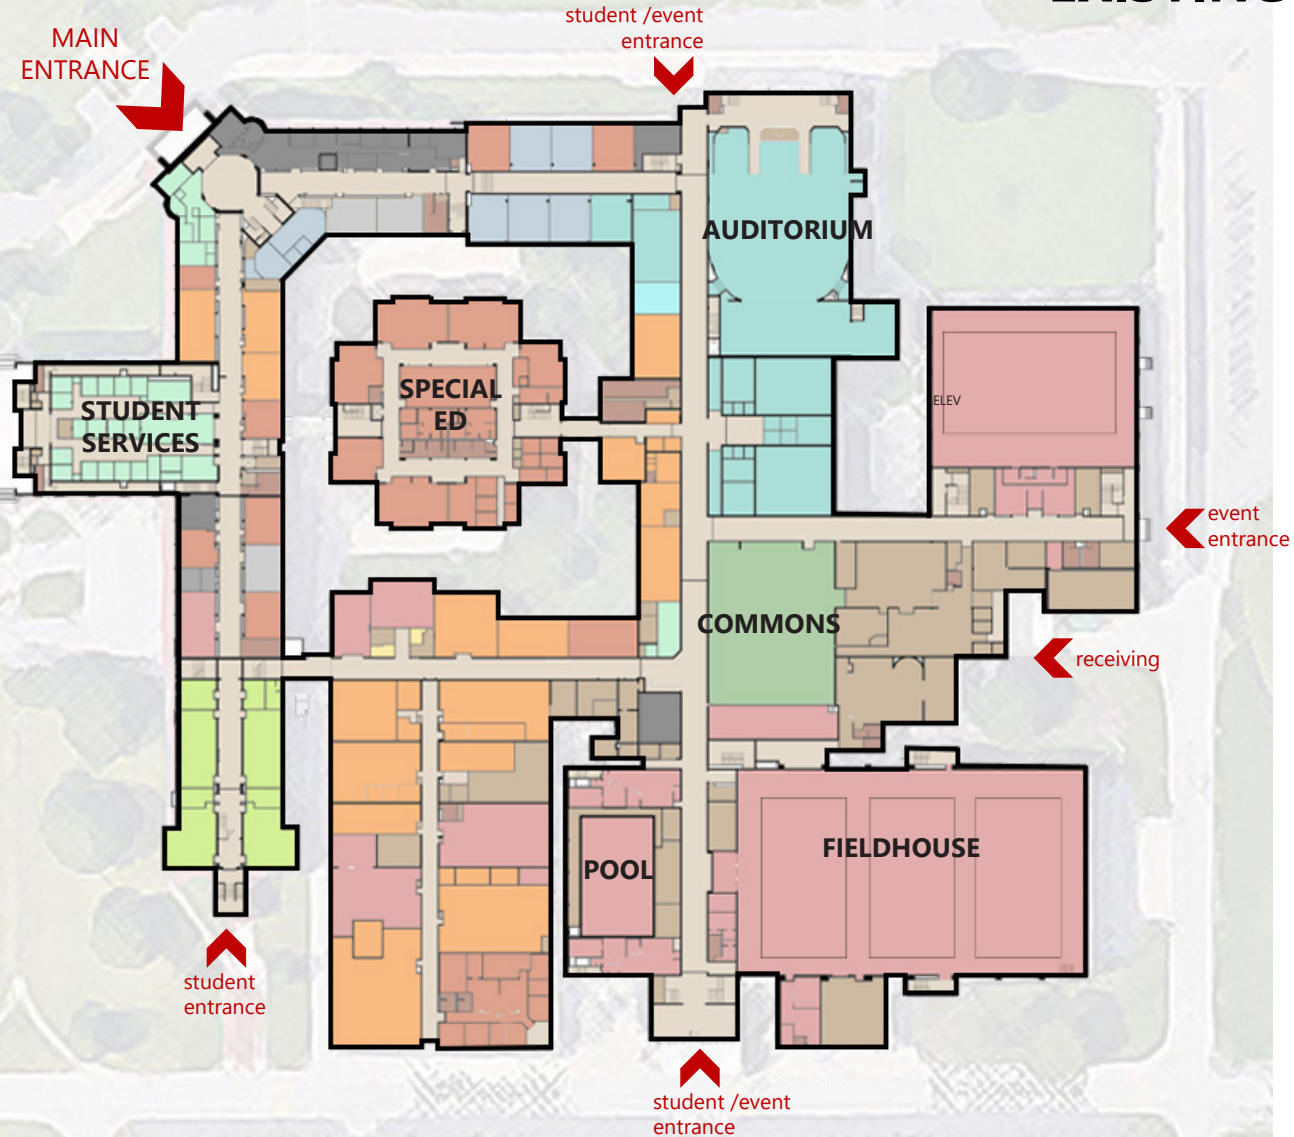 student /event
entrance
MAIN
ENTRANCE
AUDITORIUM
SPECIAL
ED
ELEV
STUDENT
SERVICES
event
entrance
COMMONS
receiving
FIELDHOUSE
POOL
student
entrance
student /event
entrance